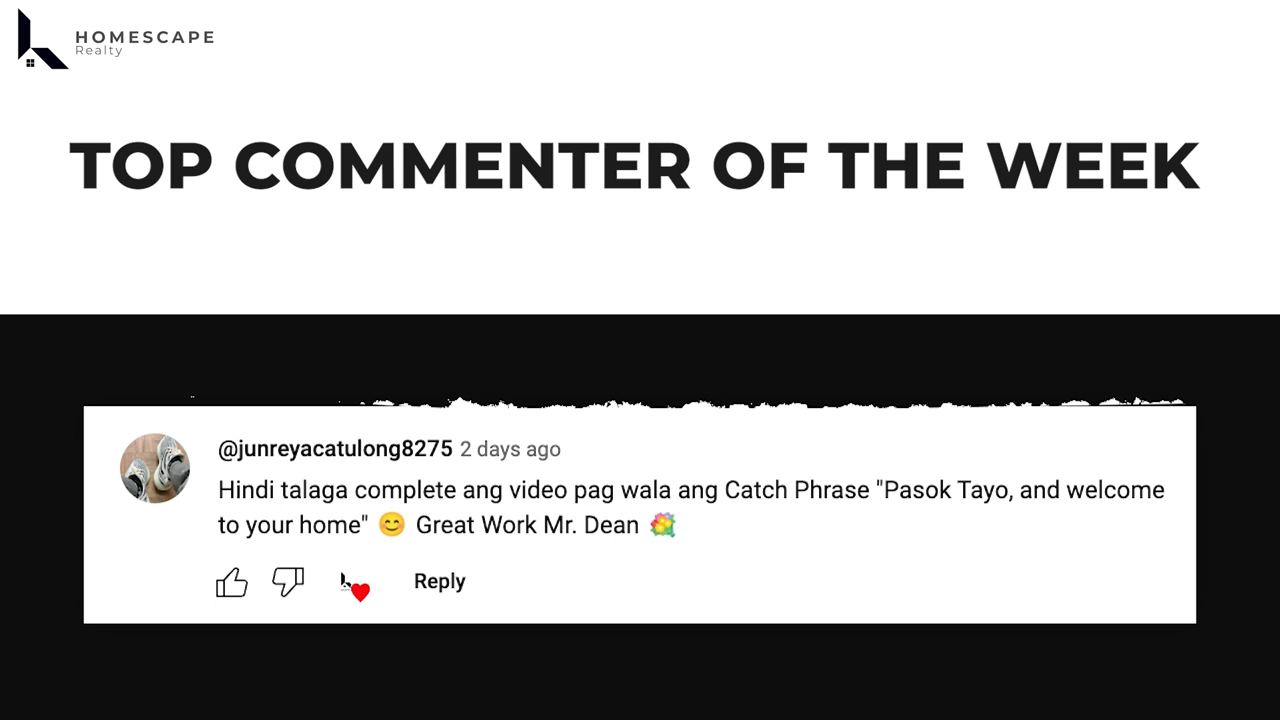 HOMESCAPE
Realty
TOP COMMENTER OF THE WEEK
@junreyacatulong8275 2 days ago
Hindi talaga complete ang video pag wala ang Catch Phrase "Pasok Tayo, and welcome
to your home" 😊 Great Work Mr. Dean 💐
Reply